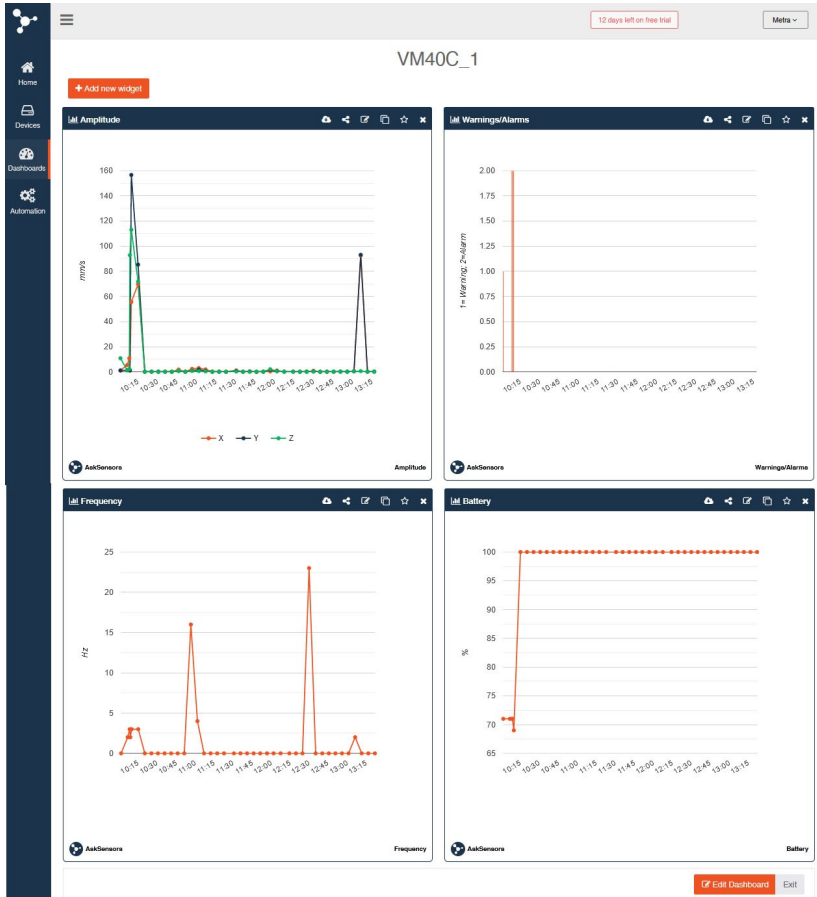 12 days left on free trial
Metra
VM40C_1
Home
Devices
Dashboards
Automation
+ Add new widget
Amplitude
160
140
120
100
80
60
40
20
0
mm/s
10:15 10:30 10:45 11:00 11:15 11:30 11:45 12:00 12:15 12:30 12:45 13:00 13:15
X Y Z
AskSensors
Amplitude
Warnings/Alarms
2.00
1.75
1.50
1.25
1.00
0.75
0.50
0.25
0.00
1= Warning; 2=Alarm
10:15 10:30 10:45 11:00 11:15 11:30 11:45 12:00 12:15 12:30 12:45 13:00 13:15
AskSensors
Warnings/Alarms
Frequency
25
20
15
10
5
0
Hz
10:15 10:30 10:45 11:00 11:15 11:30 11:45 12:00 12:15 12:30 12:45 13:00 13:15
AskSensors
Frequency
Battery
100
95
90
85
80
75
70
65
%
10:15 10:30 10:45 11:00 11:15 11:30 11:45 12:00 12:15 12:30 12:45 13:00 13:15
AskSensors
Battery
Edit Dashboard
Exit